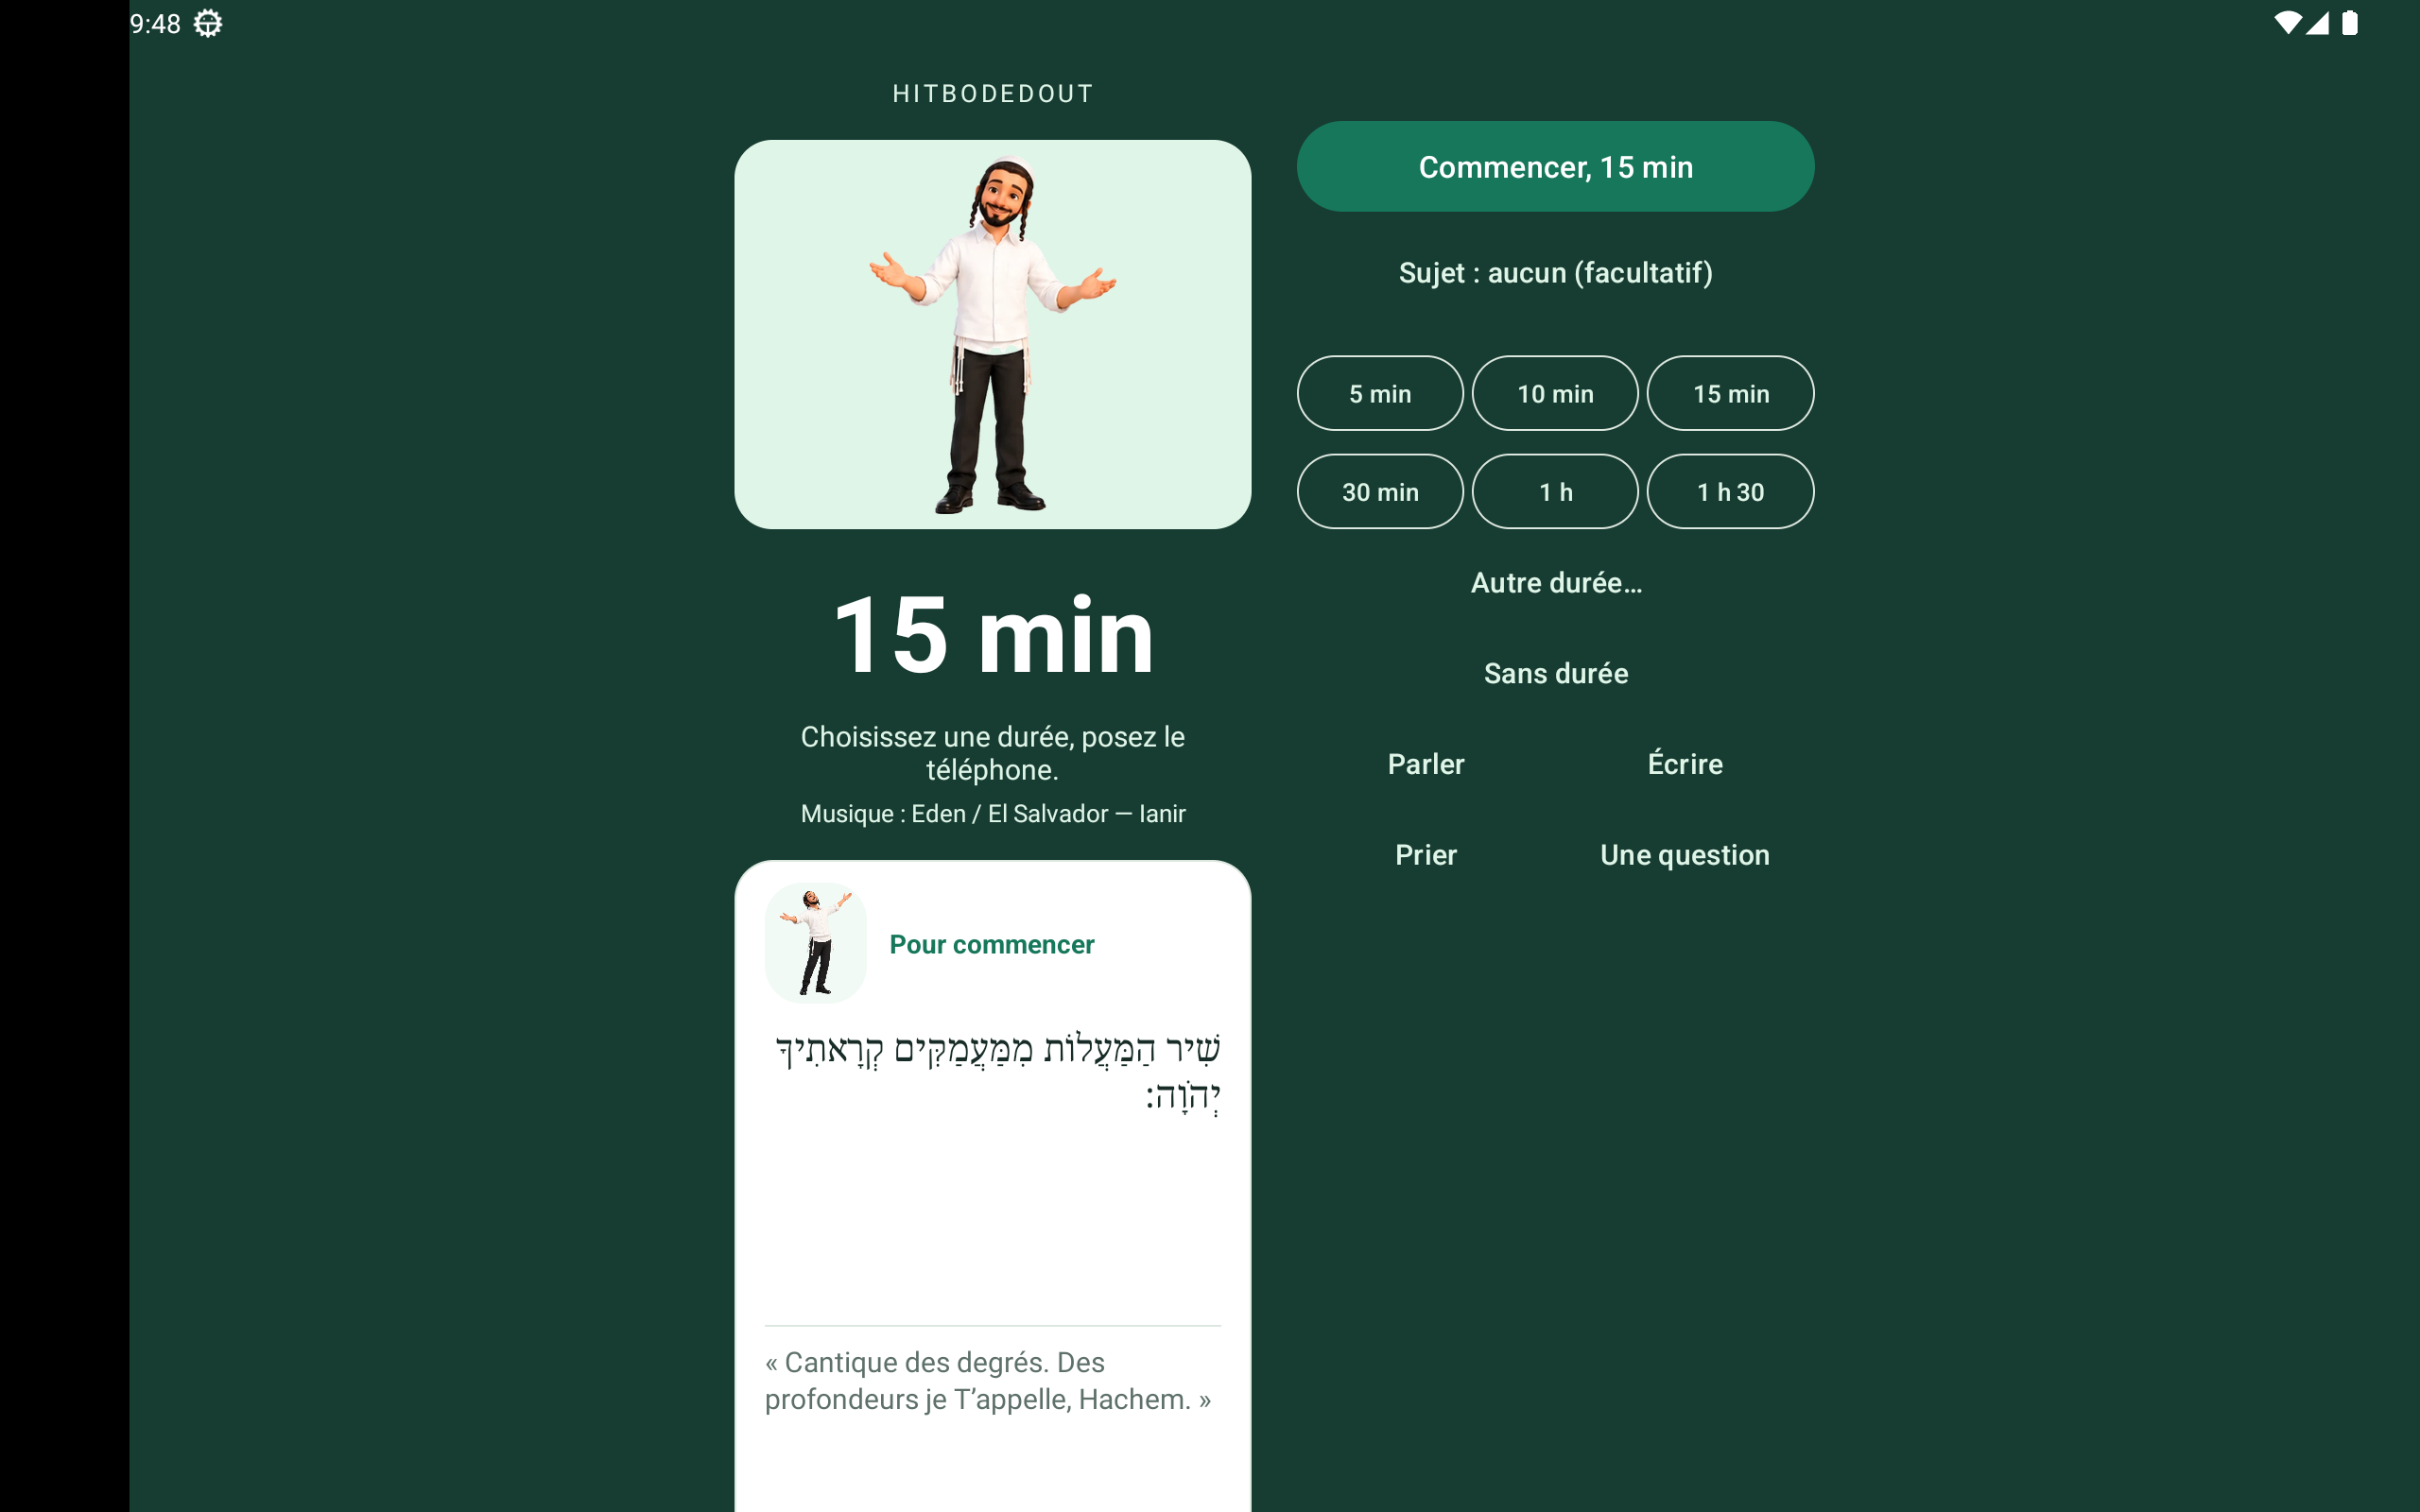 9:48
HITBODEDOUT
15 min
Choisissez une durée, posez le
téléphone.
Musique : Eden / El Salvador — Ianir
Pour commencer
שִׁיר הַמַּעֲלוֹת מִמַּעֲמַקִּים קְרָאתִיךָ
יְהֹוָה:
« Cantique des degrés. Des
profondeurs je T’appelle, Hachem. »
Commencer, 15 min
Sujet : aucun (facultatif)
5 min 10 min 15 min
30 min 1 h 1 h 30
Autre durée…
Sans durée
Parler Écrire
Prier Une question